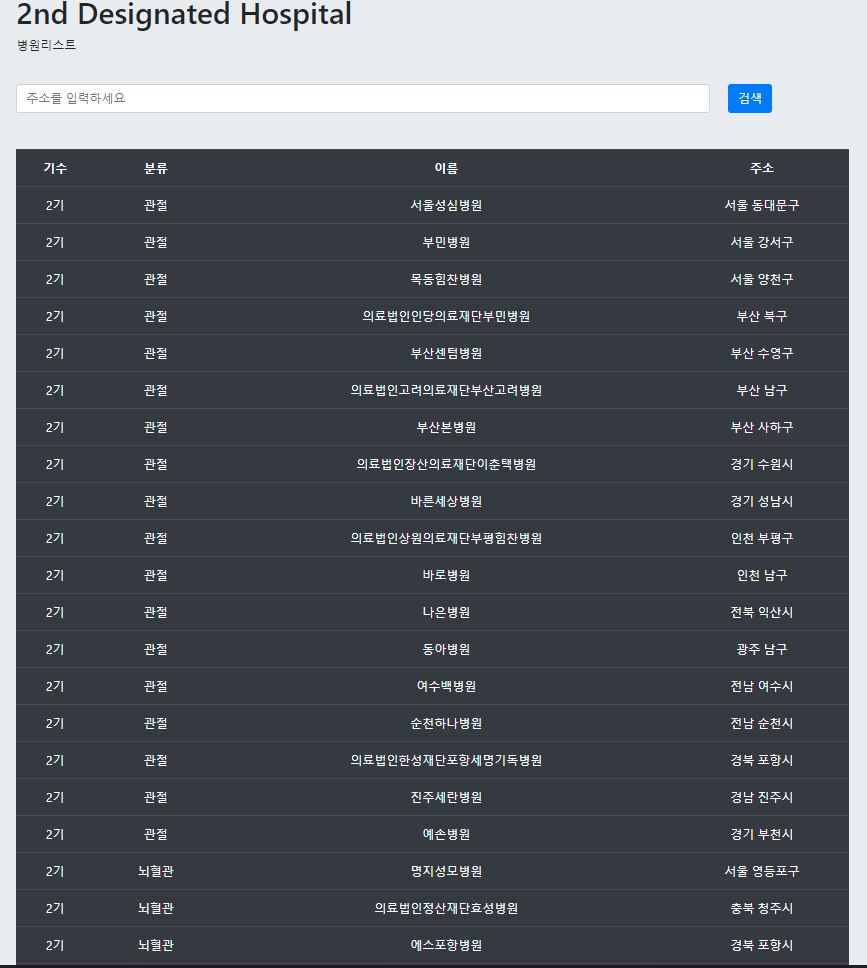 2nd Designated Hospital
병원리스트
주소를 입력하세요 검색
기수 분류 이름 주소
2기 관절 서울성심병원 서울 동대문구
2기 관절 부민병원 서울 강서구
2기 관절 목동힘찬병원 서울 양천구
2기 관절 의료법인인당의료재단부민병원 부산 북구
2기 관절 부산센텀병원 부산 수영구
2기 관절 의료법인고려의료재단부산고려병원 부산 남구
2기 관절 부산본병원 부산 사하구
2기 관절 의료법인장산의료재단이춘택병원 경기 수원시
2기 관절 바른세상병원 경기 성남시
2기 관절 의료법인상원의료재단부평힘찬병원 인천 부평구
2기 관절 바로병원 인천 남구
2기 관절 나은병원 전북 익산시
2기 관절 동아병원 광주 남구
2기 관절 여수백병원 전남 여수시
2기 관절 순천하나병원 전남 순천시
2기 관절 의료법인한성재단포항세명기독병원 경북 포항시
2기 관절 진주세란병원 경남 진주시
2기 관절 예손병원 경기 부천시
2기 뇌혈관 명지성모병원 서울 영등포구
2기 뇌혈관 의료법인정산재단효성병원 충북 청주시
2기 뇌혈관 에스포항병원 경북 포항시